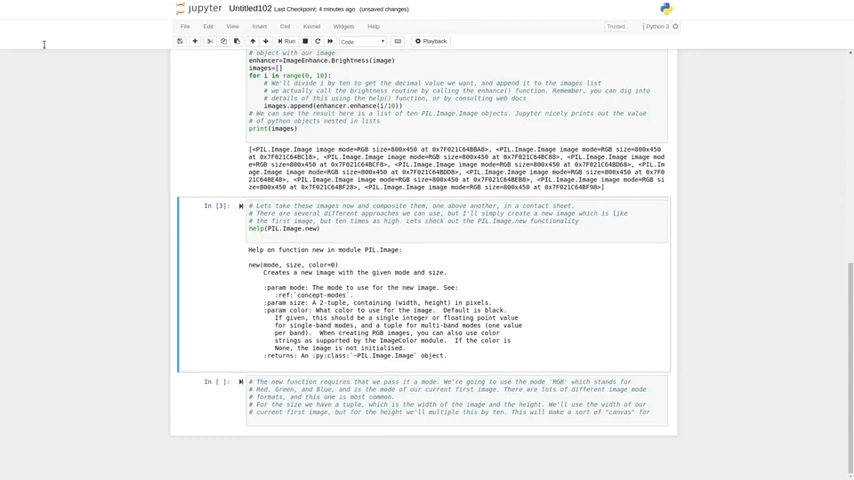 jupyter Untitled102 Last Checkpoint: 4 minutes ago (unsaved changes)
File Edit View Insert Cell Kernel Widgets Help Trusted Python 3
Run Code Playback
# object with our image
enhancer=ImageEnhance.Brightness(image)
images=[]
for i in range(0, 10):
# We'll divide i by ten to get the decimal value we want, and append it to the images list
# we actually call the brightness routine by calling the enhance() function. Remember, you can dig into
# details of this using the help() function, or by consulting web docs
images.append(enhancer.enhance(i/10))
# We can see the result here is a list of ten PIL.Image.Image objects. Jupyter nicely prints out the value
# of python objects nested in lists
print(images)
[<PIL.Image.Image image mode=RGB size=800x450 at 0x7F021C64BBA8>, <PIL.Image.Image image mode=RGB size=800x450
at 0x7F021C64BC18>, <PIL.Image.Image image mode=RGB size=800x450 at 0x7F021C64BC88>, <PIL.Image.Image image mod
e=RGB size=800x450 at 0x7F021C64BCF8>, <PIL.Image.Image image mode=RGB size=800x450 at 0x7F021C64BD68>, <PIL.Im
age.Image image mode=RGB size=800x450 at 0x7F021C64BDD8>, <PIL.Image.Image image mode=RGB size=800x450 at 0x7F0
21C64BE48>, <PIL.Image.Image image mode=RGB size=800x450 at 0x7F021C64BEB8>, <PIL.Image.Image image mode=RGB si
ze=800x450 at 0x7F021C64BF28>, <PIL.Image.Image image mode=RGB size=800x450 at 0x7F021C64BF98>]
In [3]:
# Lets take these images now and composite them, one above another, in a contact sheet.
# There are several different approaches we can use, but I'll simply create a new image which is like
# the first image, but ten times as high. Lets check out the PIL.Image.new functionality
help(PIL.Image.new)
Help on function new in module PIL.Image:
new(mode, size, color=0)
Creates a new image with the given mode and size.
:param mode: The mode to use for the new image. See:
:ref:`concept-modes`.
:param size: A 2-tuple, containing (width, height) in pixels.
:param color: What color to use for the image. Default is black.
If given, this should be a single integer or floating point value
for single-band modes, and a tuple for multi-band modes (one value
per band). When creating RGB images, you can also use color
strings as supported by the ImageColor module. If the color is
None, the image is not initialised.
:returns: An :py:class:`~PIL.Image.Image` object.
In [ ]:
# The new function requires that we pass it a mode. We're going to use the mode 'RGB' which stands for
# Red, Green, and Blue, and is the mode of our current first image. There are lots of different image mode
# formats, and this one is most common.
# For the size we have a tuple, which is the width of the image and the height. We'll use the width of our
# current first image, but for the height we'll multiple this by ten. This will make a sort of "canvas" for